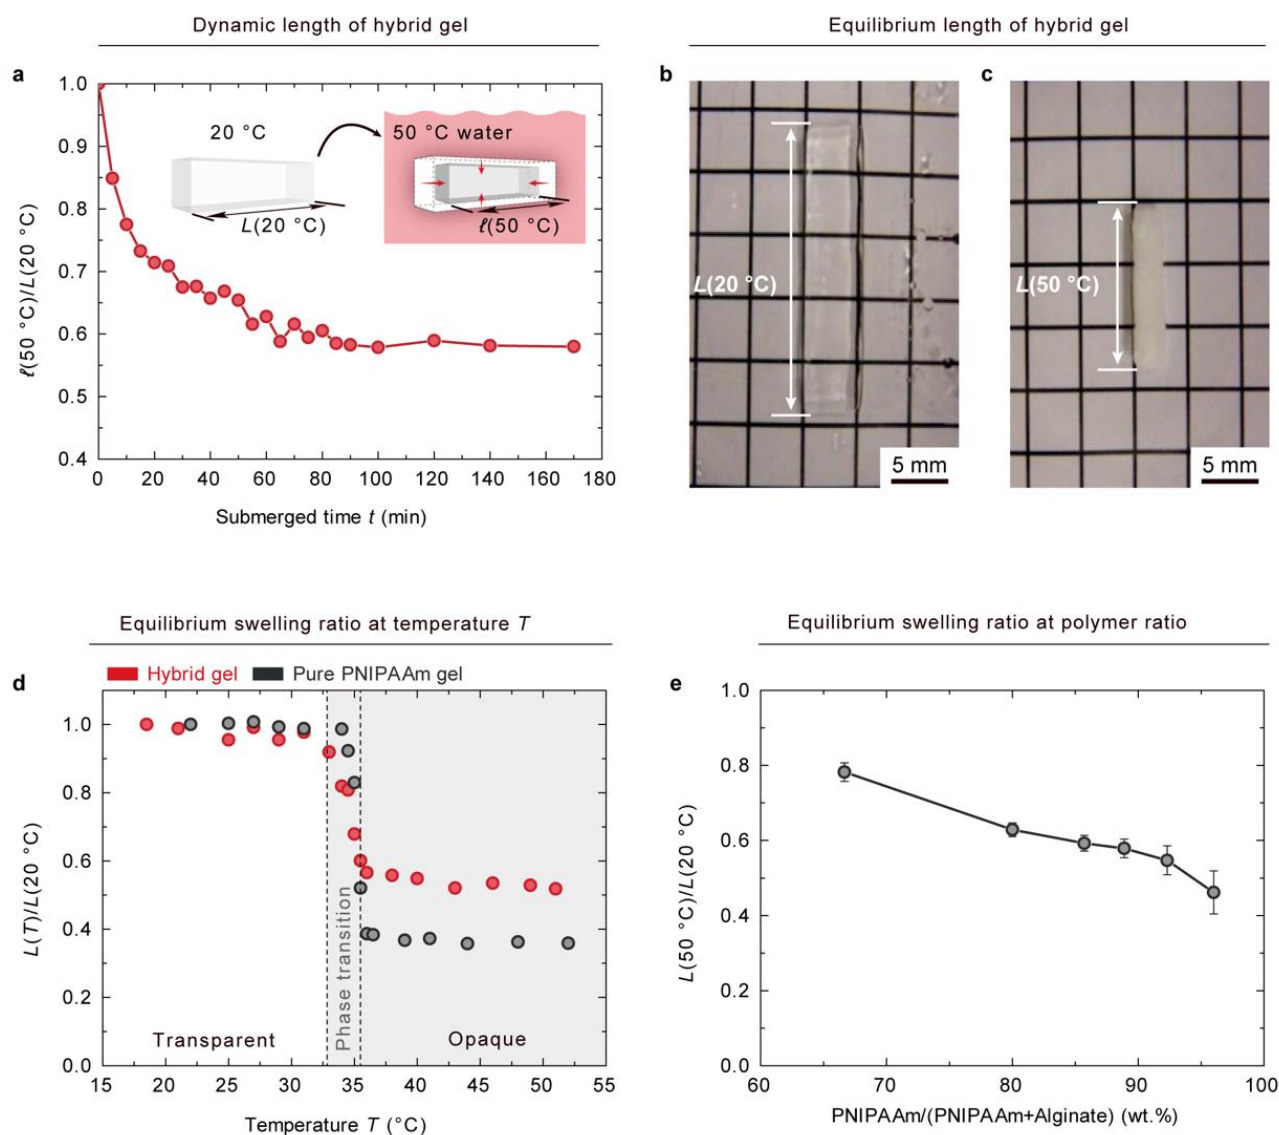 Dynamic length of hybrid gel
Equilibrium length of hybrid gel
a
1.0
0.9
0.8
0.7
0.6
0.5
0.4
ℓ(50 °C)/L(20 °C)
20 °C
50 °C water
L(20 °C)
ℓ(50 °C)
0 20 40 60 80 100 120 140 160 180
Submerged time t (min)
b
L(20 °C)
5 mm
c
L(50 °C)
5 mm
Equilibrium swelling ratio at temperature T
Equilibrium swelling ratio at polymer ratio
d
Hybrid gel
Pure PNIPAAm gel
1.0
0.8
0.6
0.4
0.2
0.0
L(T)/L(20 °C)
Phase transition
Transparent
Opaque
15 20 25 30 35 40 45 50 55
Temperature T (°C)
e
1.0
0.8
0.6
0.4
0.2
0.0
L(50 °C)/L(20 °C)
60 70 80 90 100
PNIPAAm/(PNIPAAm+Alginate) (wt.%)